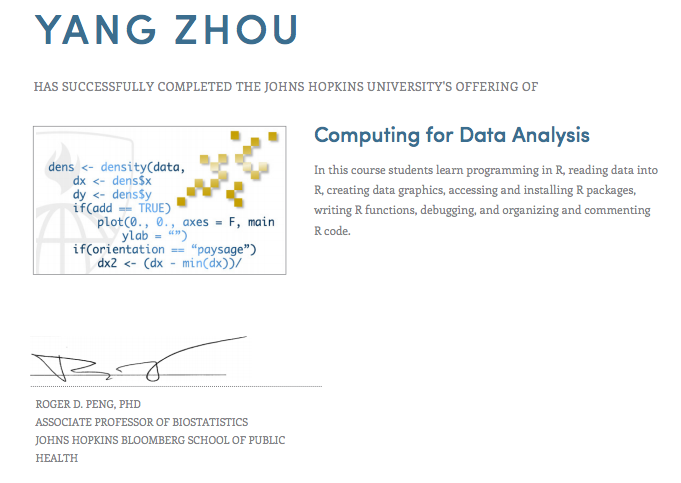 YANG ZHOU
HAS SUCCESSFULLY COMPLETED THE JOHNS HOPKINS UNIVERSITY'S OFFERING OF
dens <- density(data,
dx <- dens$x
dy <- dens$y
if(add == TRUE)
plot(0., 0., axes = F, main
ylab = “”)
if(orientation == “paysage”)
dx2 <- (dx - min(dx))/
Computing for Data Analysis
In this course students learn programming in R, reading data into
R, creating data graphics, accessing and installing R packages,
writing R functions, debugging, and organizing and commenting
R code.
ROGER D. PENG, PHD
ASSOCIATE PROFESSOR OF BIOSTATISTICS
JOHNS HOPKINS BLOOMBERG SCHOOL OF PUBLIC
HEALTH